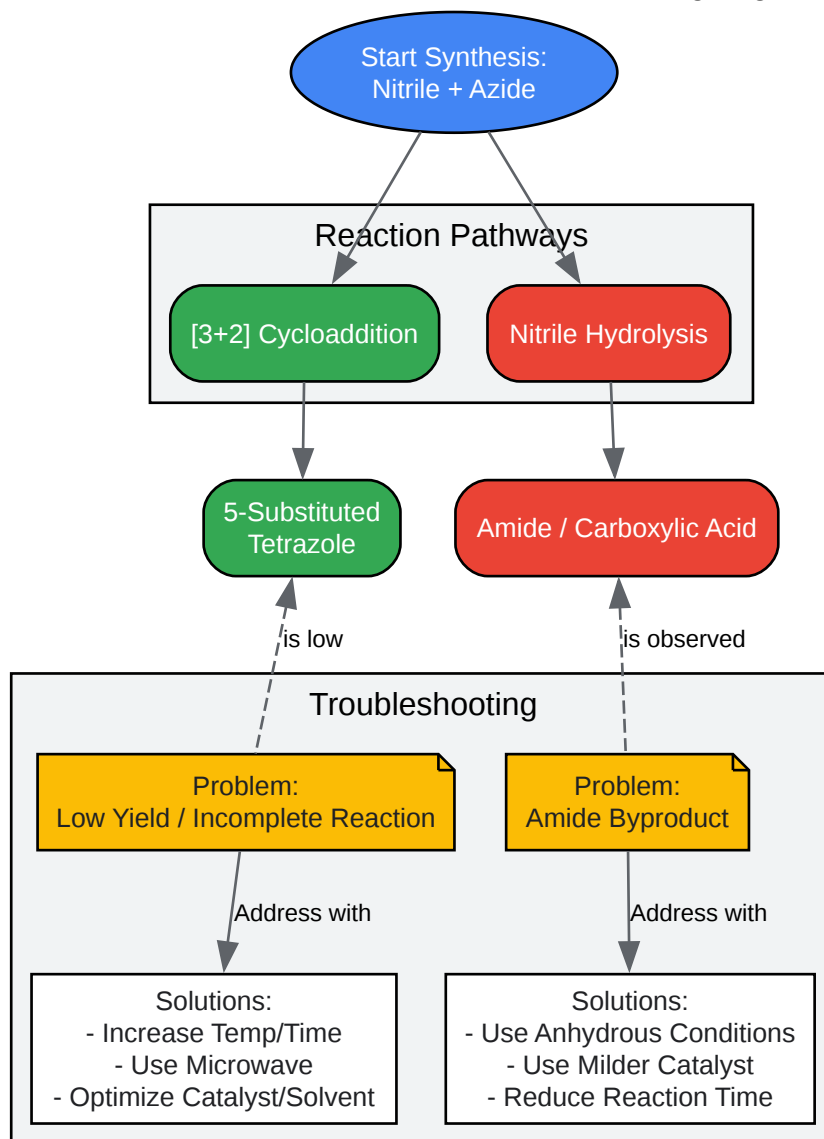 Start Synthesis:
Nitrile + Azide
Reaction Pathways
[3+2] Cycloaddition
Nitrile Hydrolysis
5-Substituted
Tetrazole
Amide / Carboxylic Acid
is low
is observed
Troubleshooting
Problem:
Low Yield / Incomplete Reaction
Problem:
Amide Byproduct
Address with
Address with
Solutions:
- Increase Temp/Time
- Use Microwave
- Optimize Catalyst/Solvent
Solutions:
- Use Anhydrous Conditions
- Use Milder Catalyst
- Reduce Reaction Time